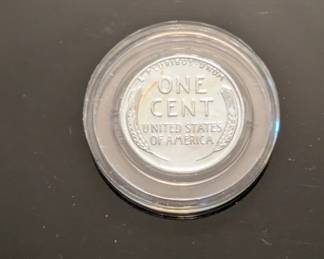 E PLURIBUS UNUM
ONE
CENT
UNITED STATES
OF AMERICA